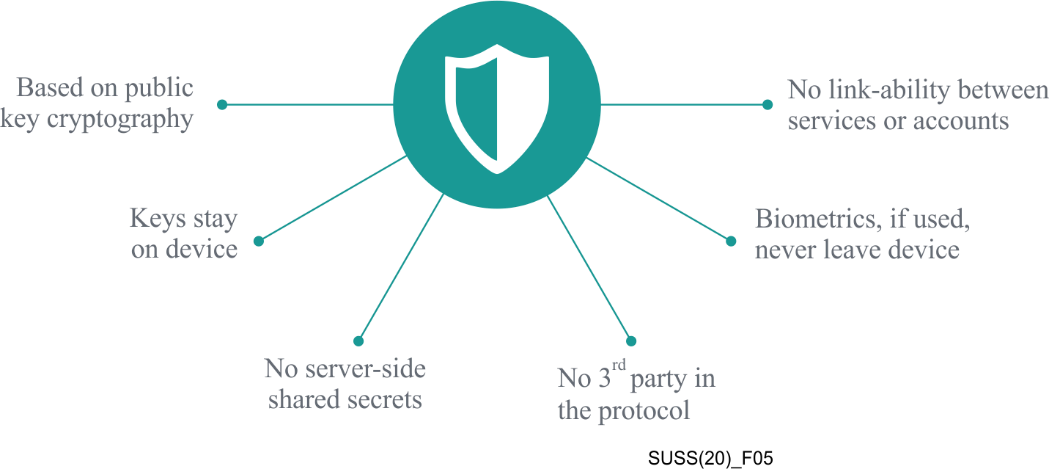 Based on public
key cryptography
Keys stay
on device
No server-side
shared secrets
No 3rd party in
the protocol
Biometrics, if used,
never leave device
No link-ability between
services or accounts
SUSS(20)_F05